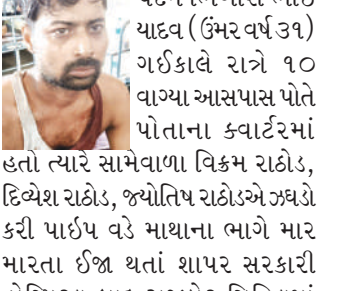 યાદવ (ઉંમર વર્ષ ૩૧)
ગઈકાલે રાત્રે ૧૦
વાગ્યા આસપાસ પોતે
પોતાના ક્વાર્ટરમાં
હતો ત્યારે સામેવાળા વિક્રમ રાઠોડ,
દિવ્યેશ રાઠોડ, જ્યોતિષ રાઠોડએ ઝઘડો
કરી પાઇપ વડે માથાના ભાગે માર
મારતા ઈજા થતાં શાપર સરકારી